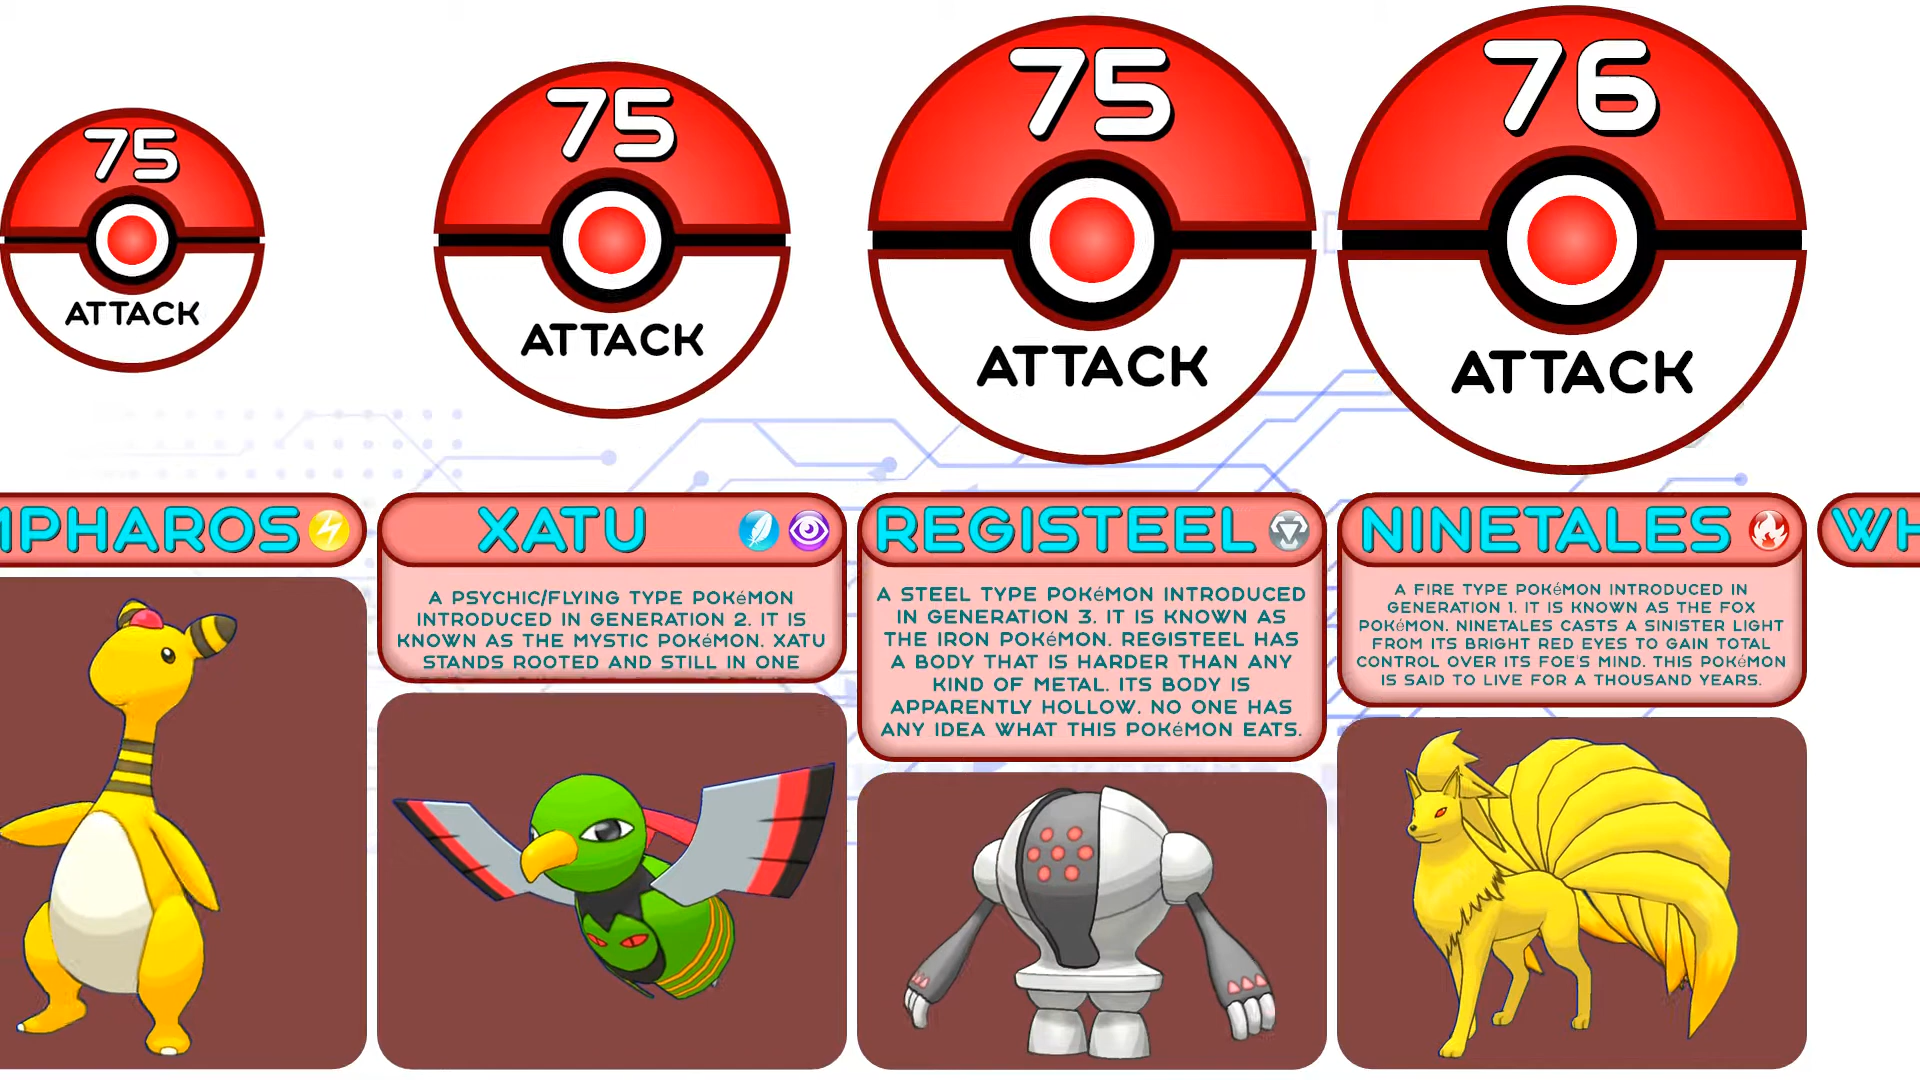 75
ATTACK
75
ATTACK
75
ATTACK
76
ATTACK
MPHAROS
XATU
A PSYCHIC/FLYING TYPE POKéMON
INTRODUCED IN GENERATION 2. IT IS
KNOWN AS THE MYSTIC POKéMON. XATU
STANDS ROOTED AND STILL IN ONE
REGISTEEL
A STEEL TYPE POKéMON INTRODUCED
IN GENERATION 3. IT IS KNOWN AS
THE IRON POKéMON. REGISTEEL HAS
A BODY THAT IS HARDER THAN ANY
KIND OF METAL. ITS BODY IS
APPARENTLY HOLLOW. NO ONE HAS
ANY IDEA WHAT THIS POKéMON EATS.
NINETALES
A FIRE TYPE POKéMON INTRODUCED IN
GENERATION 1. IT IS KNOWN AS THE FOX
POKéMON. NINETALES CASTS A SINISTER LIGHT
FROM ITS BRIGHT RED EYES TO GAIN TOTAL
CONTROL OVER ITS FOE'S MIND. THIS POKéMON
IS SAID TO LIVE FOR A THOUSAND YEARS.
WH